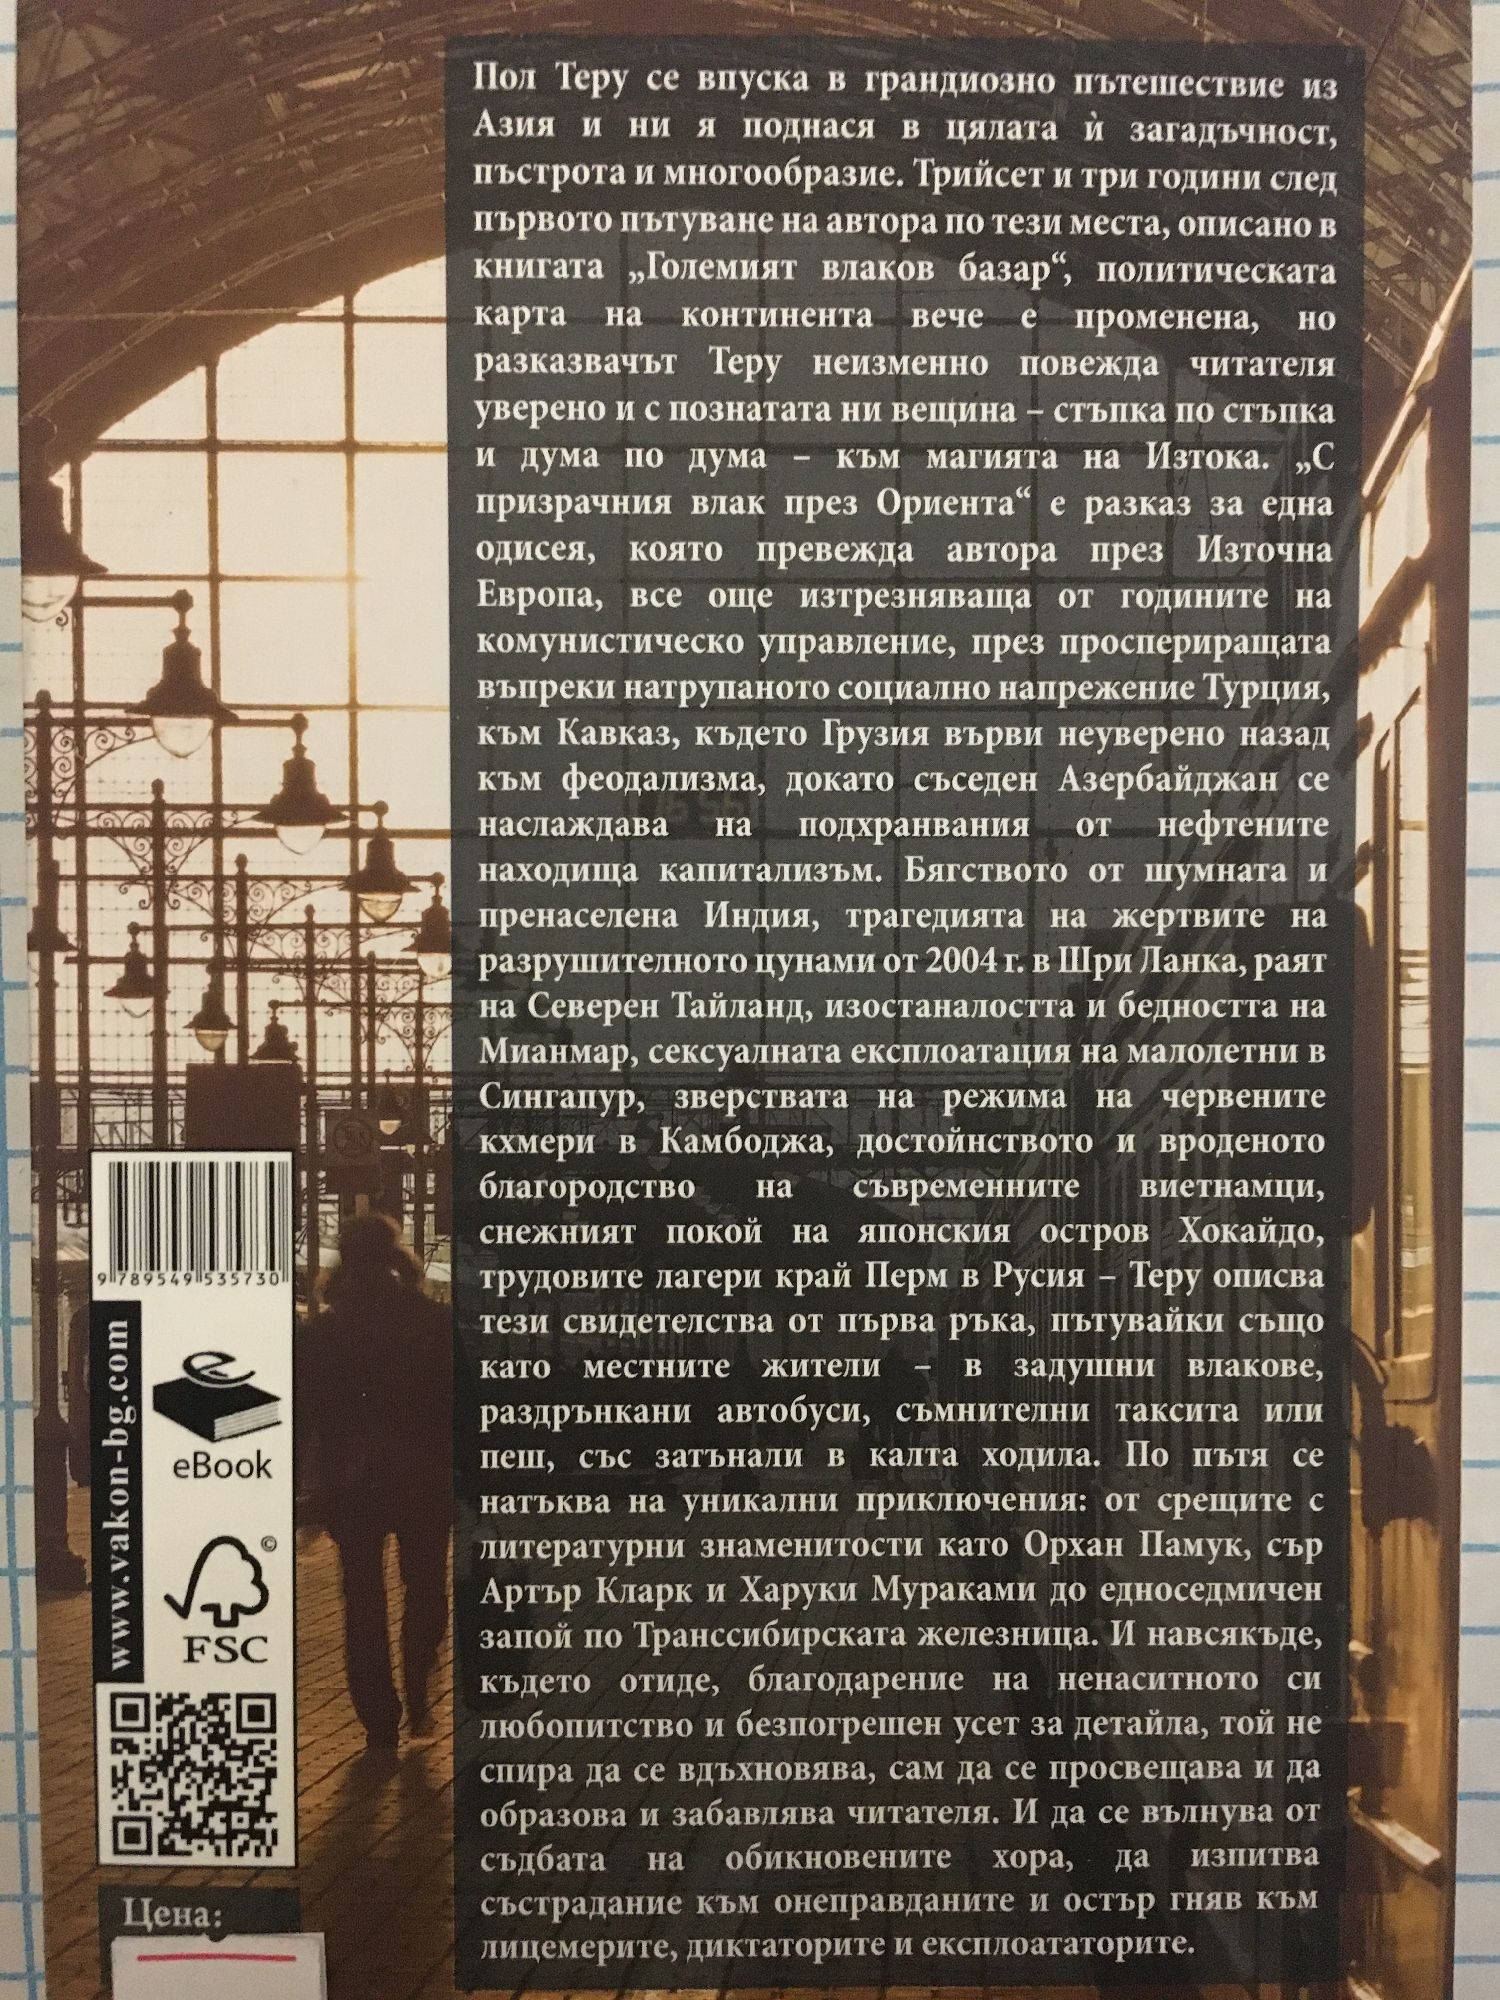 Пол Теру се впуска в грандиозно пътешествие из
Азия и ни я поднася в цялата ѝ загадъчност,
пъстрота и многообразие. Трийсет и три години след
първото пътуване на автора по тези места, описано в
книгата „Големият влаков базар“, политическата
карта на континента вече е променена, но
разказвачът Теру неизменно повежда читателя
уверено и с познатата ни вещина – стъпка по стъпка
и дума по дума – към магията на Изтока. „С
призрачния влак през Ориента“ е разказ за една
одисея, която превежда автора през Източна
Европа, все още изтрезняваща от годините на
комунистическо управление, през проспериращата
въпреки натрупаното социално напрежение Турция,
към Кавказ, където Грузия върви неуверено назад
към феодализма, докато съседен Азербайджан се
наслаждава на подхранвания от нефтените
находища капитализъм. Бягството от шумната и
пренаселена Индия, трагедията на жертвите на
разрушителното цунами от 2004 г. в Шри Ланка, раят
на Северен Тайланд, изостаналостта и бедността на
Мианмар, сексуалната експлоатация на малолетни в
Сингапур, зверствата на режима на червените
кхмери в Камбоджа, достойнството и вроденото
благородство на съвременните виетнамци,
снежният покой на японския остров Хокайдо,
трудовите лагери край Перм в Русия – Теру описва
тези свидетелства от първа ръка, пътувайки също
като местните жители – в задушни влакове,
раздрънкани автобуси, съмнителни таксита или
пеш, със затънали в калта ходила. По пътя се
натъква на уникални приключения: от срещите с
литературни знаменитости като Орхан Памук, сър
Артър Кларк и Харуки Мураками до едноседмичен
запой по Транссибирската железница. И навсякъде,
където отиде, благодарение на ненаситното си
любопитство и безпогрешен усет за детайла, той не
спира да се вдъхновява, сам да се просвещава и да
образова и забавлява читателя. И да се вълнува от
съдбата на обикновените хора, да изпитва
състрадание към онеправданите и остър гняв към
лицемерите, диктаторите и експлоататорите.
9 789549 535730
www.vakon-bg.com
eBook
©
FSC
Цена: